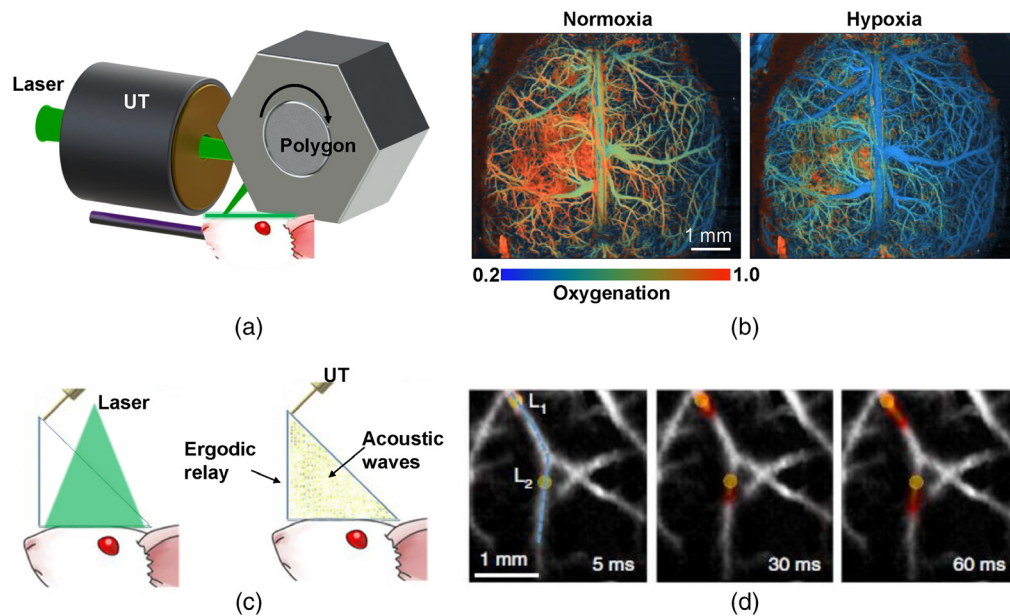 Laser
UT
Polygon
(a)
Normoxia
Hypoxia
1 mm
0.2
1.0
Oxygenation
(b)
UT
Laser
Ergodic
relay
Acoustic
waves
(c)
L1
L2
1 mm
5 ms
30 ms
60 ms
(d)